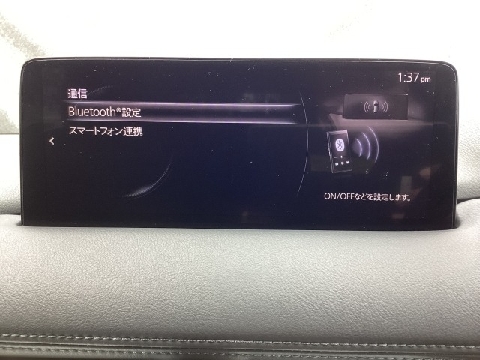 1:37 pm
通信
Bluetooth®設定
スマートフォン連携
ON/OFFなどを設定します。